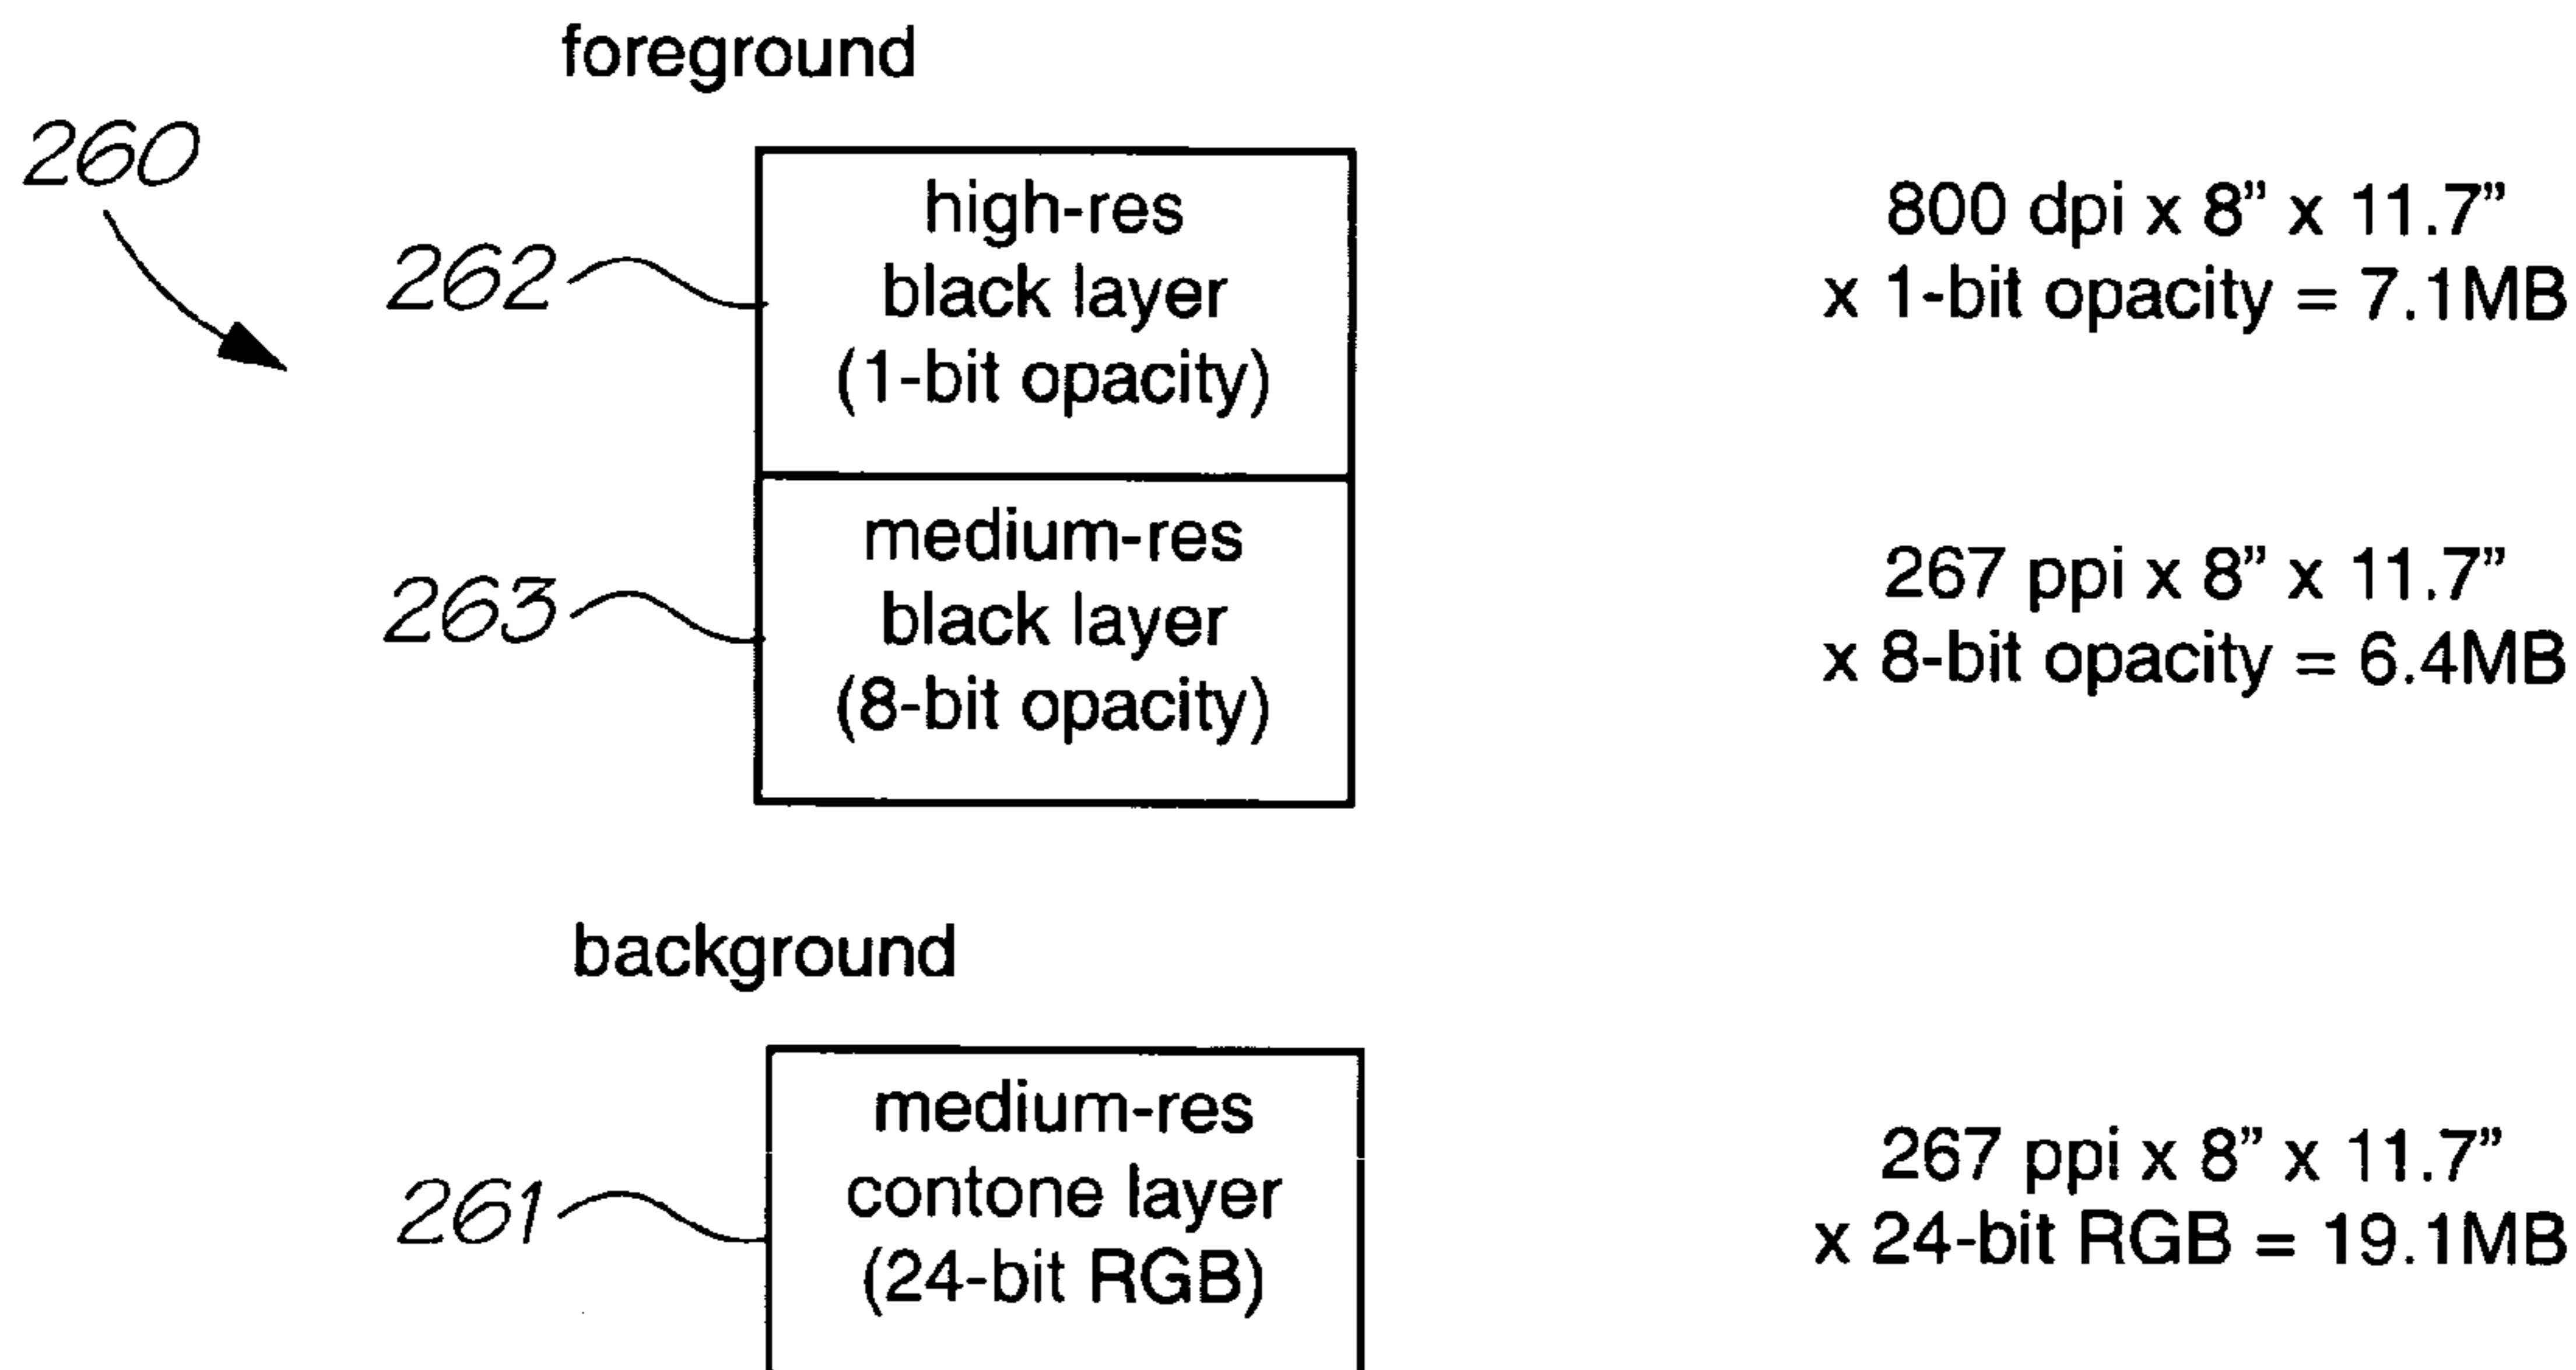 foreground
260
262
high-res
black layer
(1-bit opacity)
800 dpi x 8” x 11.7”
x 1-bit opacity = 7.1MB
263
medium-res
black layer
(8-bit opacity)
267 ppi x 8” x 11.7”
x 8-bit opacity = 6.4MB
background
261
medium-res
contone layer
(24-bit RGB)
267 ppi x 8” x 11.7”
x 24-bit RGB = 19.1MB